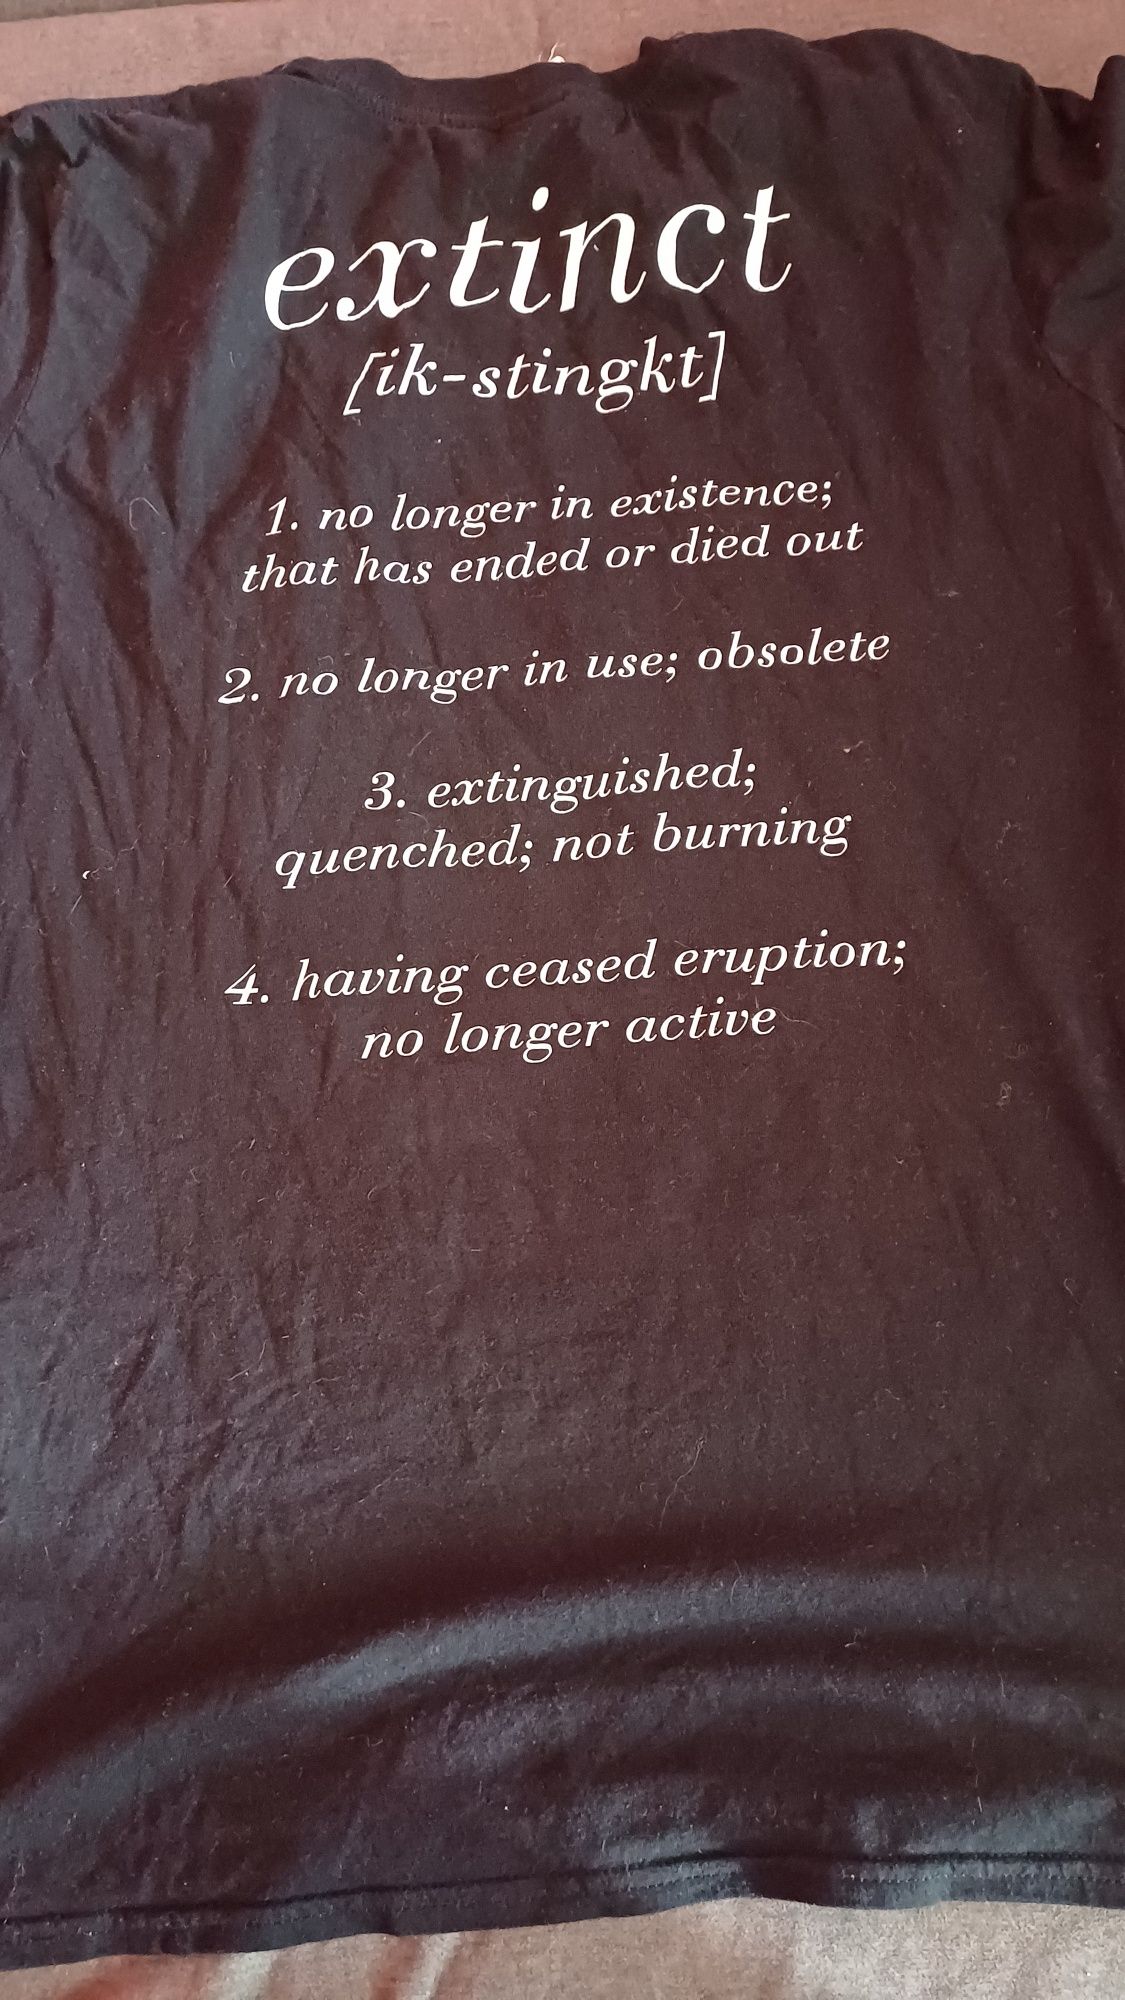 extinct
[ik-stingkt]
1. no longer in existence;
that has ended or died out
2. no longer in use; obsolete
3. extinguished;
quenched; not burning
4. having ceased eruption;
no longer active